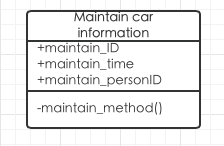 Maintain car
information
+maintain_ID
+maintain_time
+maintain_personID
-maintain_method()